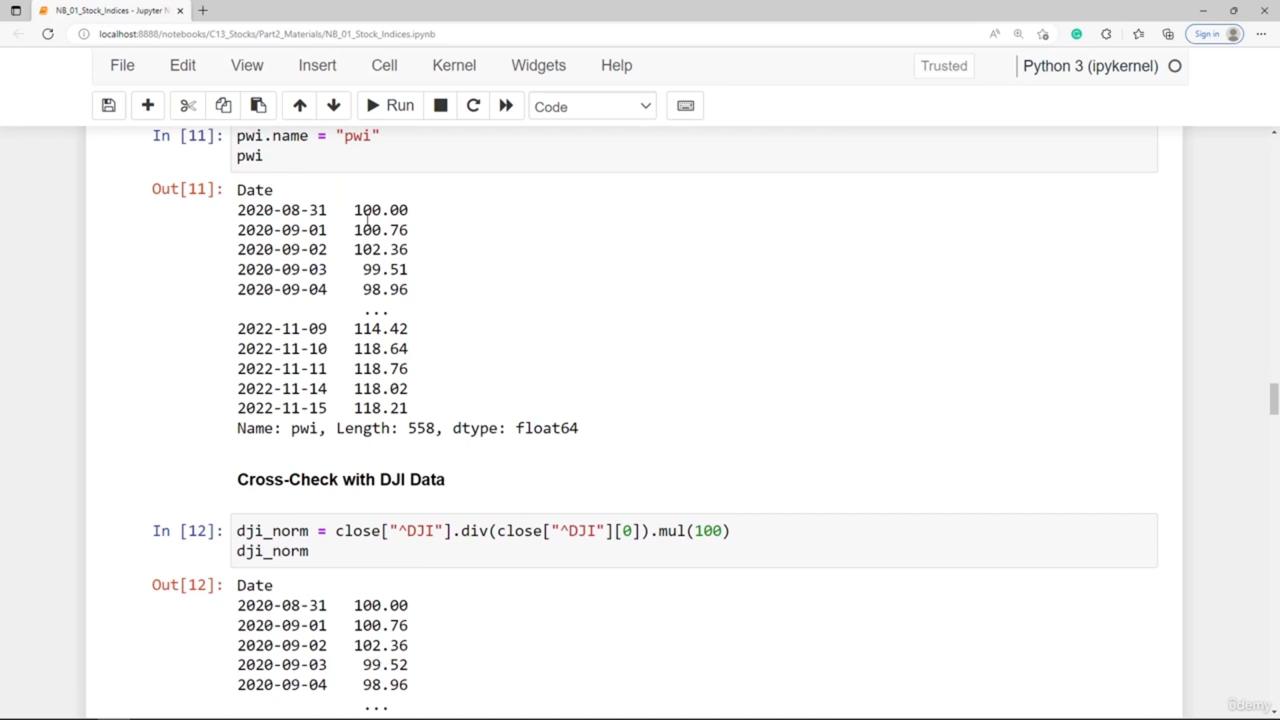 NB_01_Stock_Indices - Jupyter N
localhost:8888/notebooks/C13_Stocks/Part2_Materials/NB_01_Stock_Indices.ipynb
Sign in
File Edit View Insert Cell Kernel Widgets Help Trusted Python 3 (ipykernel)
Run Code
In [11]: pwi.name = "pwi"
pwi
Out[11]: Date
2020-08-31 100.00
2020-09-01 100.76
2020-09-02 102.36
2020-09-03 99.51
2020-09-04 98.96
...
2022-11-09 114.42
2022-11-10 118.64
2022-11-11 118.76
2022-11-14 118.02
2022-11-15 118.21
Name: pwi, Length: 558, dtype: float64
Cross-Check with DJI Data
In [12]: dji_norm = close["^DJI"].div(close["^DJI"][0]).mul(100)
dji_norm
Out[12]: Date
2020-08-31 100.00
2020-09-01 100.76
2020-09-02 102.36
2020-09-03 99.52
2020-09-04 98.96
...
ûdemy